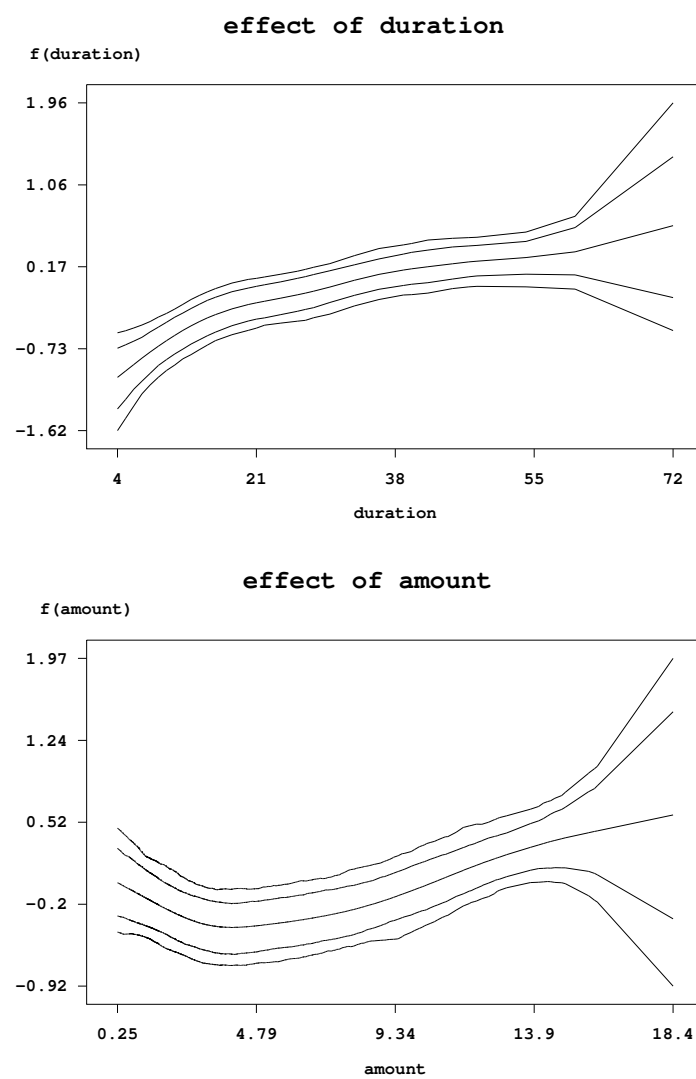 effect of duration
f(duration)
1.96
1.06
0.17
−0.73
−1.62
4 21 38 55 72
duration
effect of amount
f(amount)
1.97
1.24
0.52
−0.2
−0.92
0.25 4.79 9.34 13.9 18.4
amount